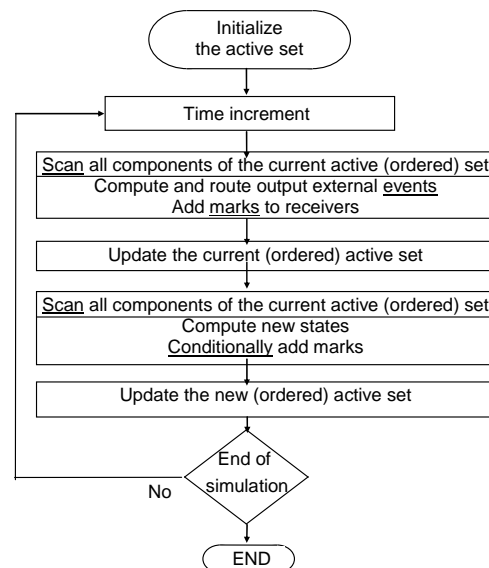 Initialize
the active set
Time increment
Scan all components of the current active (ordered) set
Compute and route output external events
Add marks to receivers
Update the current (ordered) active set
Scan all components of the current active (ordered) set
Compute new states
Conditionally add marks
Update the new (ordered) active set
End of
simulation
No
END